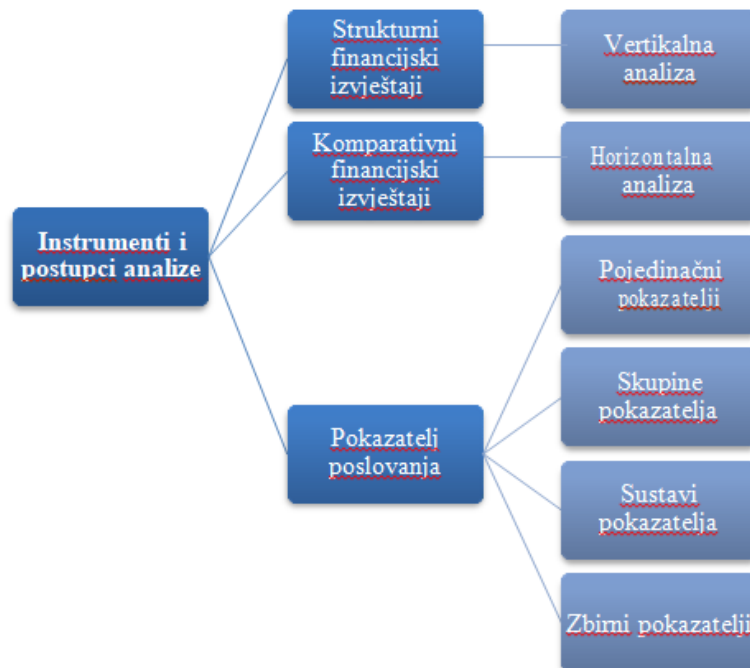 Strukturni
financijski
izvještaji
Vertikalna
analiza
Komparativni
financijski
izvještaji
Horizontalna
analiza
Instrumenti i
postupci analize
Pojedinačni
pokazatelji
Skupine
pokazatelja
Pokazatelj
poslovanja
Sustavi
pokazatelja
Zbirni pokazatelji